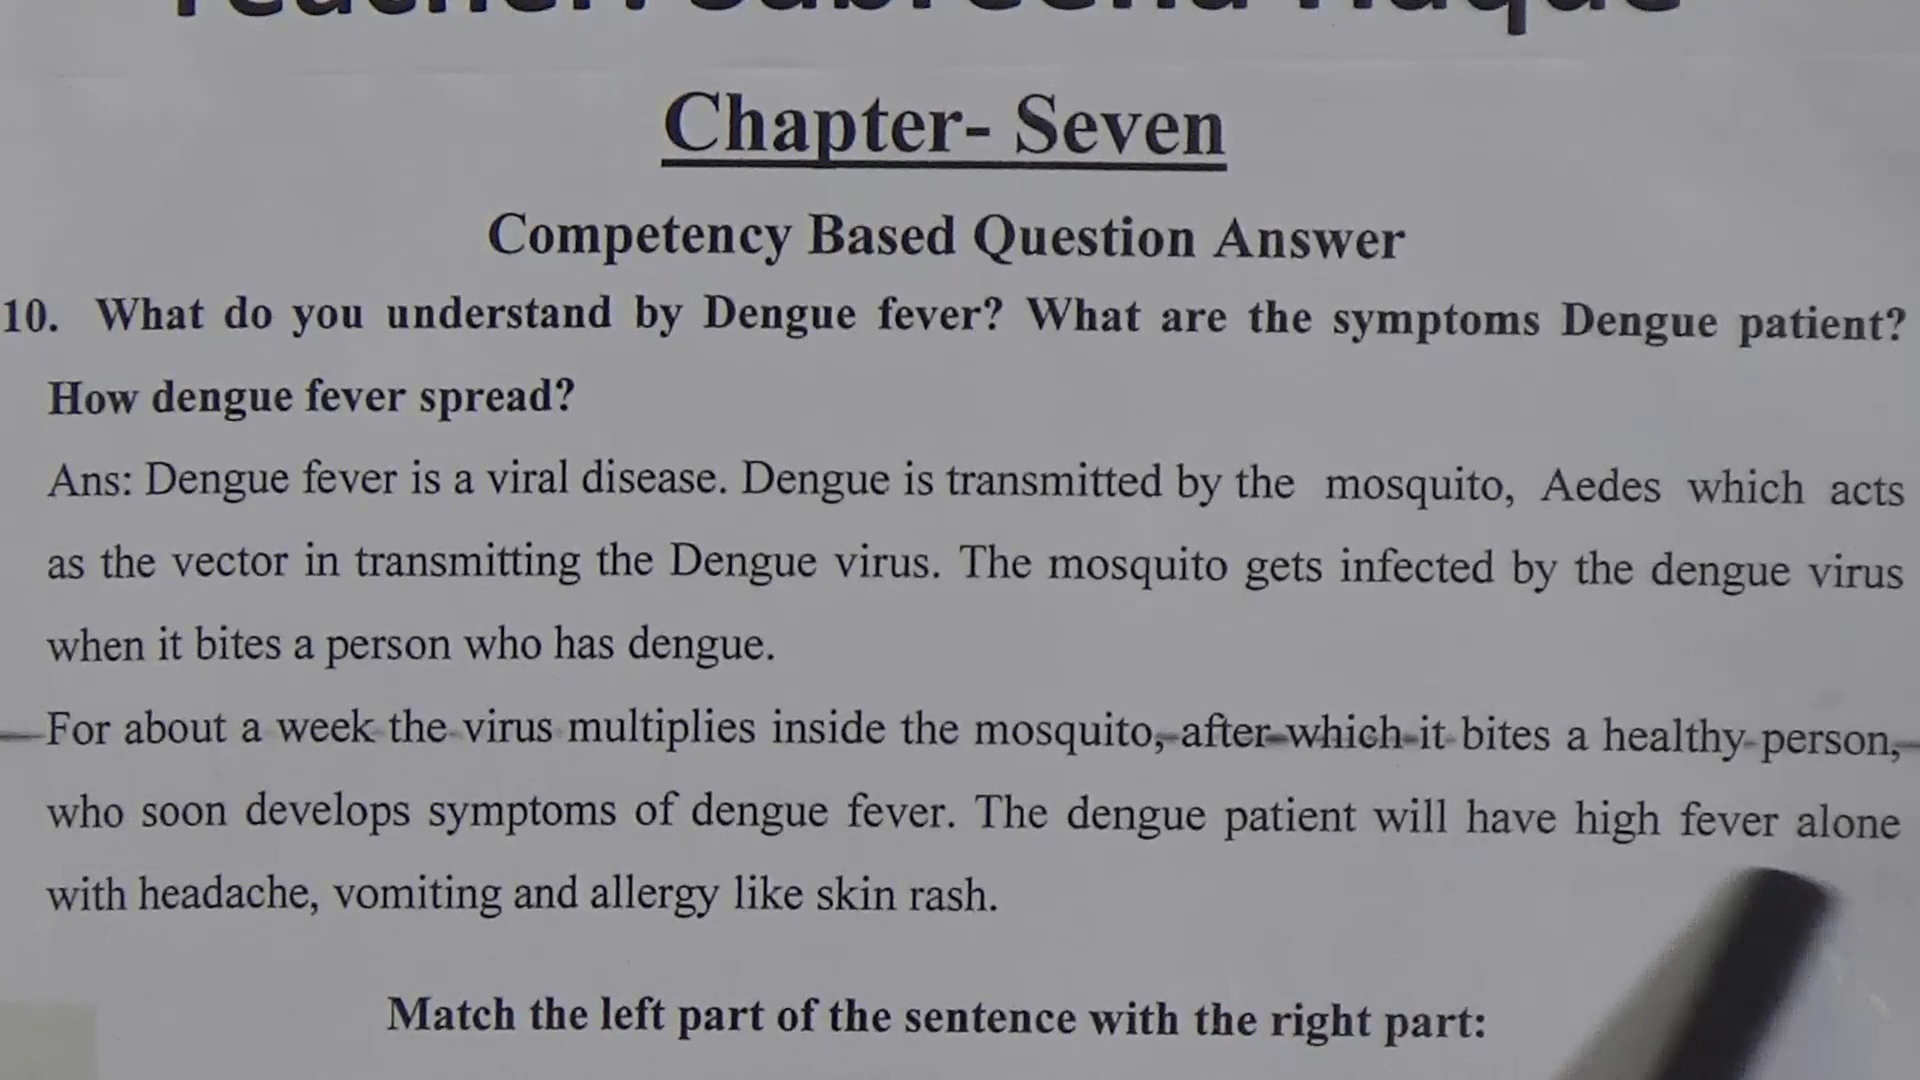 Chapter- Seven
Competency Based Question Answer
10. What do you understand by Dengue fever? What are the symptoms Dengue patient?
How dengue fever spread?
Ans: Dengue fever is a viral disease. Dengue is transmitted by the mosquito, Aedes which acts
as the vector in transmitting the Dengue virus. The mosquito gets infected by the dengue virus
when it bites a person who has dengue.
For about a week the virus multiplies inside the mosquito, after which it bites a healthy person,
who soon develops symptoms of dengue fever. The dengue patient will have high fever alone
with headache, vomiting and allergy like skin rash.
Match the left part of the sentence with the right part: